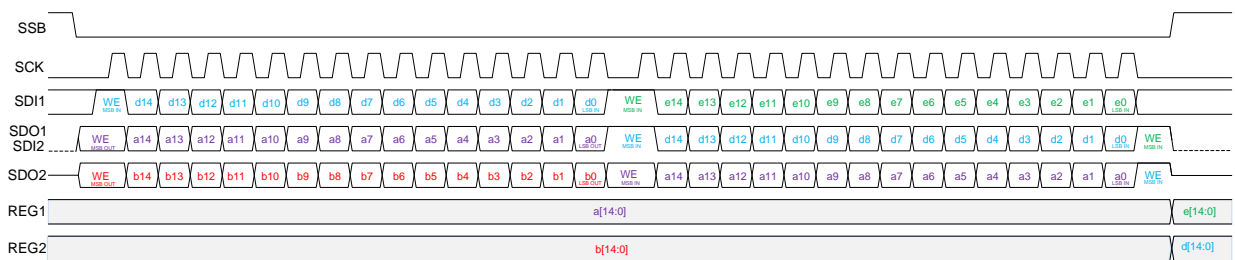 SSB
SCK
SDI1 WE MSB IN d14 d13 d12 d11 d10 d9 d8 d7 d6 d5 d4 d3 d2 d1 d0 LSB IN WE MSB IN e14 e13 e12 e11 e10 e9 e8 e7 e6 e5 e4 e3 e2 e1 e0 LSB IN
SDO1
SDI2 WE MSB OUT a14 a13 a12 a11 a10 a9 a8 a7 a6 a5 a4 a3 a2 a1 a0 LSB OUT WE MSB IN d14 d13 d12 d11 d10 d9 d8 d7 d6 d5 d4 d3 d2 d1 d0 LSB IN WE MSB IN
SDO2 WE MSB OUT b14 b13 b12 b11 b10 b9 b8 b7 b6 b5 b4 b3 b2 b1 b0 LSB OUT WE MSB IN a14 a13 a12 a11 a10 a9 a8 a7 a6 a5 a4 a3 a2 a1 a0 LSB IN WE MSB IN
REG1 a[14:0] e[14:0]
REG2 b[14:0] d[14:0]